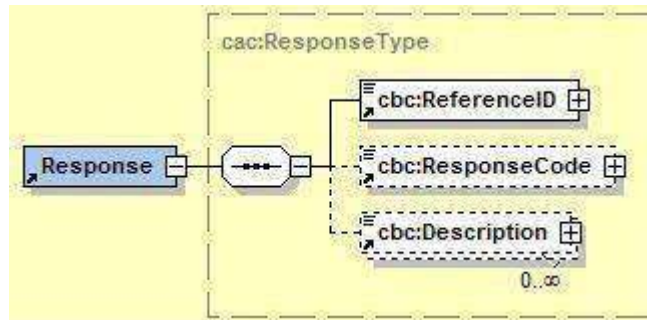 cac:ResponseType
cbc:ReferenceID
Response
cbc:ResponseCode
cbc:Description
0..∞